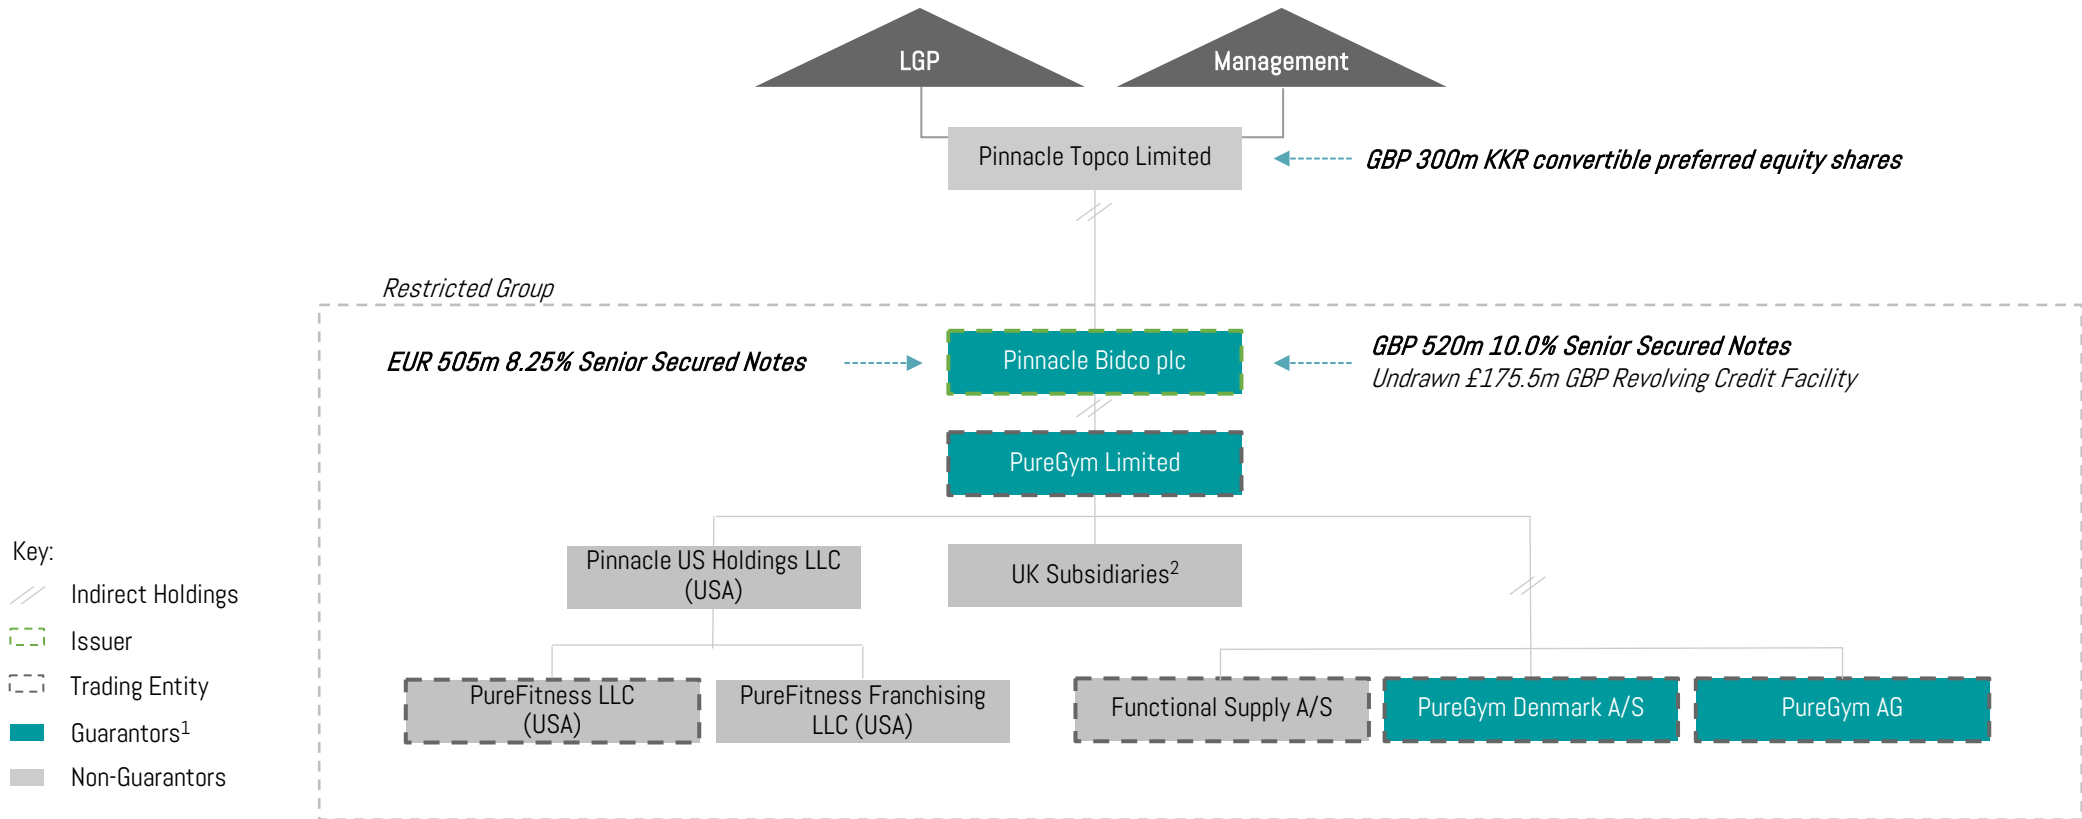 LGP
Management
Pinnacle Topco Limited
GBP 300m KKR convertible preferred equity shares
Restricted Group
EUR 505m 8.25% Senior Secured Notes
Pinnacle Bidco plc
GBP 520m 10.0% Senior Secured Notes
Undrawn £175.5m GBP Revolving Credit Facility
PureGym Limited
Pinnacle US Holdings LLC
(USA)
UK Subsidiaries²
PureFitness LLC
(USA)
PureFitness Franchising
LLC (USA)
Functional Supply A/S
PureGym Denmark A/S
PureGym AG
Key:
Indirect Holdings
Issuer
Trading Entity
Guarantors¹
Non-Guarantors